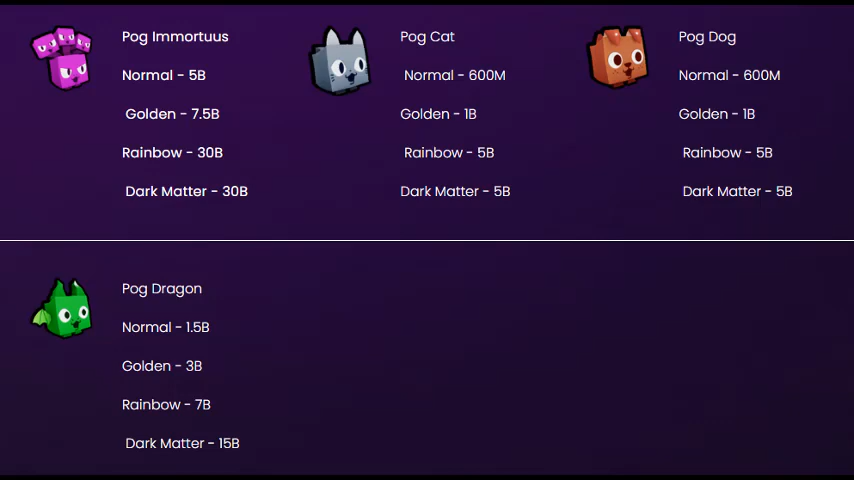 Pog Immortuus
Normal - 5B
Golden - 7.5B
Rainbow - 30B
Dark Matter - 30B
Pog Cat
Normal - 600M
Golden - 1B
Rainbow - 5B
Dark Matter - 5B
Pog Dog
Normal - 600M
Golden - 1B
Rainbow - 5B
Dark Matter - 5B
Pog Dragon
Normal - 1.5B
Golden - 3B
Rainbow - 7B
Dark Matter - 15B